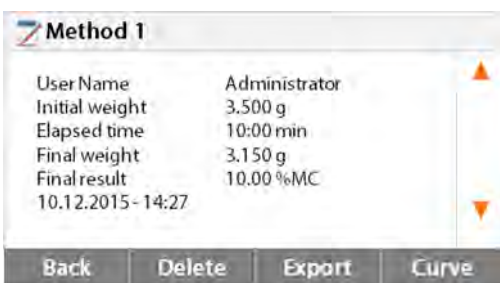 Method 1
User Name Administrator
Initial weight 3.500 g
Elapsed time 10:00 min
Final weight 3.150 g
Final result 10.00 %MC
10.12.2015 - 14:27
Back Delete Export Curve